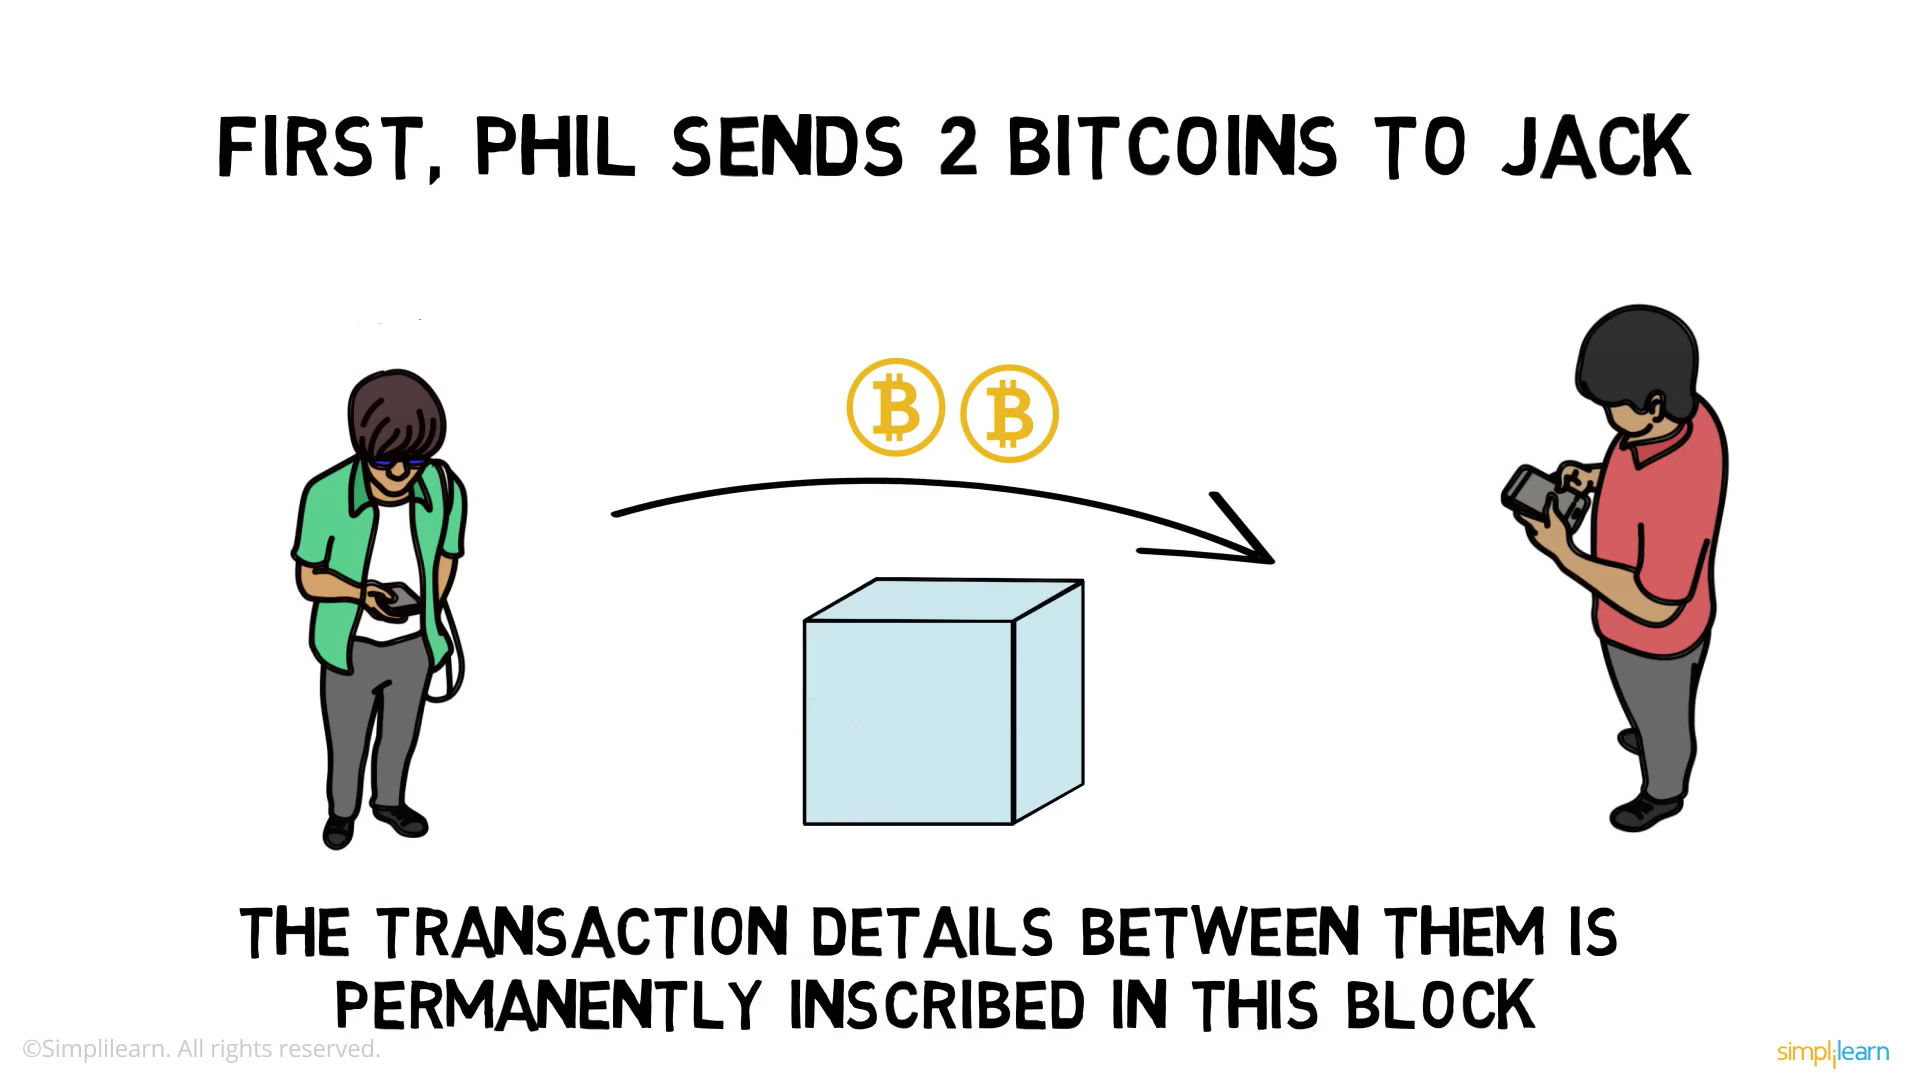 FIRST, PHIL SENDS 2 BITCOINS TO JACK
THE TRANSACTION DETAILS BETWEEN THEM IS
PERMANENTLY INSCRIBED IN THIS BLOCK
©Simplilearn. All rights reserved.
simplilearn